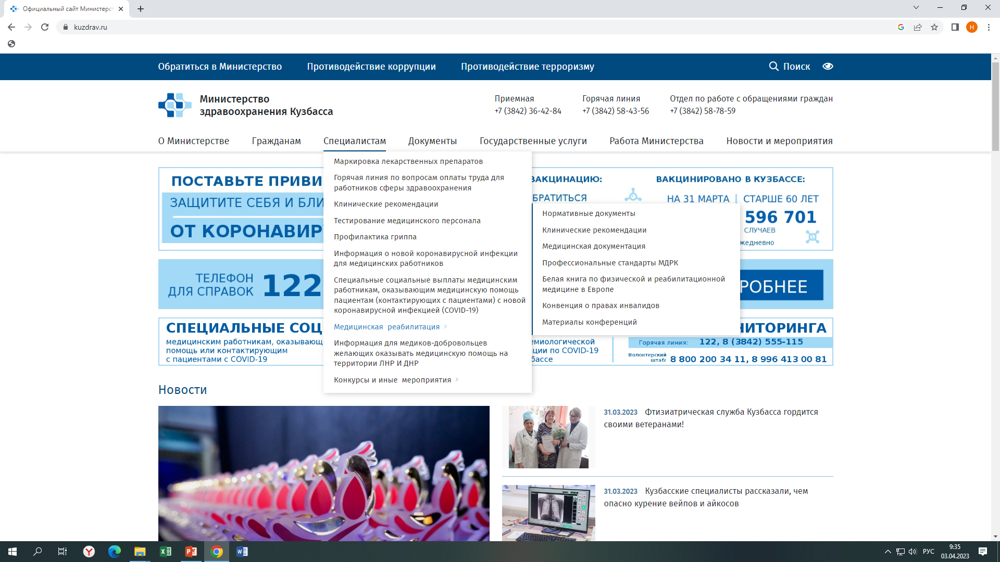 Официальный сайт Министерст
kuzdrav.ru
Н
Обратиться в Министерство
Противодействие коррупции
Противодействие терроризму
Поиск
Министерство
здравоохранения Кузбасса
Приемная
+7 (3842) 36-42-84
Горячая линия
+7 (3842) 58-43-56
Отдел по работе с обращениями граждан
+7 (3842) 58-78-59
О Министерстве
Гражданам
Специалистам
Документы
Государственные услуги
Работа Министерства
Новости и мероприятия
ПОСТАВЬТЕ ПРИВИ
ЗАЩИТИТЕ СЕБЯ И БЛИ
ОТ КОРОНАВИР
ВАКЦИНАЦИЮ:
БРАТИТЬСЯ
ВАКЦИНИРОВАНО В КУЗБАССЕ:
НА 31 МАРТА
СТАРШЕ 60 ЛЕТ
596 701
СЛУЧАЕВ
жедневно
Маркировка лекарственных препаратов
Горячая линия по вопросам оплаты труда для
работников сферы здравоохранения
Клинические рекомендации
Тестирование медицинского персонала
Профилактика гриппа
Информация о новой коронавирусной инфекции
для медицинских работников
Специальные социальные выплаты медицинским
работникам, оказывающим медицинскую помощь
пациентам (контактирующих с пациентами) с новой
коронавирусной инфекцией (COVID-19)
Медицинская реабилитация
Информация для медиков-добровольцев
желающих оказывать медицинскую помощь на
территории ЛНР И ДНР
Конкурсы и иные мероприятия
Нормативные документы
Клинические рекомендации
Медицинская документация
Профессиональные стандарты МДРК
Белая книга по физической и реабилитационной
медицине в Европе
Конвенция о правах инвалидов
Материалы конференций
ТЕЛЕФОН
ДЛЯ СПРАВОК
122
РОБНЕЕ
СПЕЦИАЛЬНЫЕ СОЦ
медицинским работникам, оказывающ
помощь или контактирующим
с пациентами с COVID-19
емиологической
ции по COVID-19
бассе
НИТОРИНГА
Горячая линия: 122, 8 (3842) 555-115
Волонтерский
штаб:
8 800 200 34 11, 8 996 413 00 81
Новости
31.03.2023 Фтизиатрическая служба Кузбасса гордится
своими ветеранами!
31.03.2023 Кузбасские специалисты рассказали, чем
опасно курение вейпов и айкосов
РУС
9:35
03.04.2023